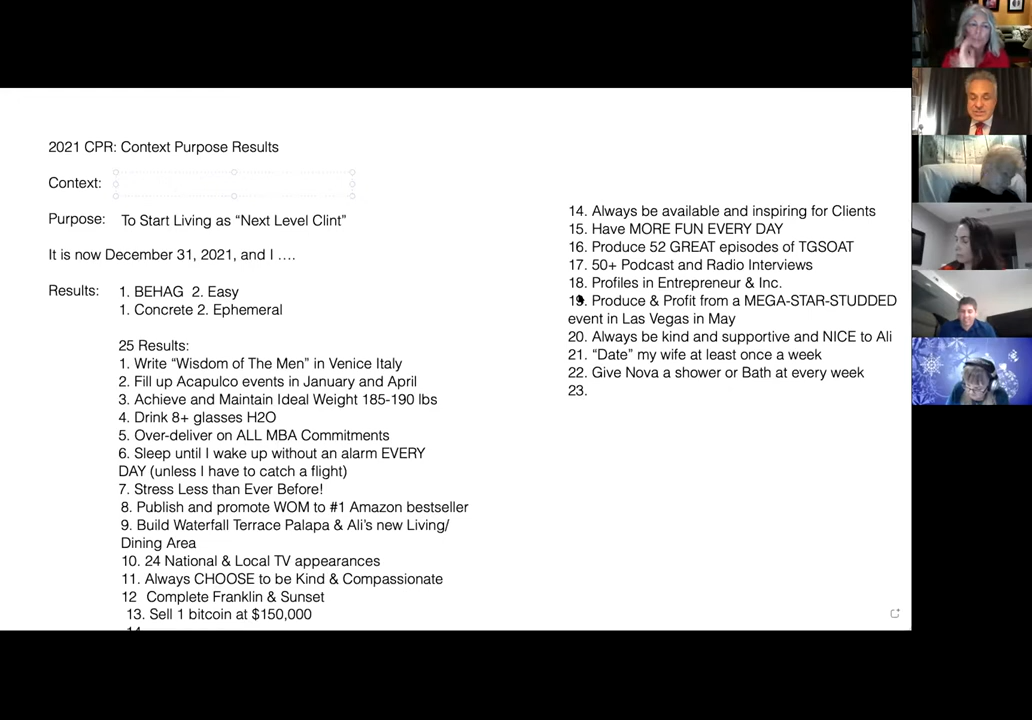 2021 CPR: Context Purpose Results
Context:
Purpose: To Start Living as “Next Level Clint”
It is now December 31, 2021, and I ….
Results: 1. BEHAG 2. Easy
1. Concrete 2. Ephemeral
25 Results:
1. Write “Wisdom of The Men” in Venice Italy
2. Fill up Acapulco events in January and April
3. Achieve and Maintain Ideal Weight 185-190 lbs
4. Drink 8+ glasses H2O
5. Over-deliver on ALL MBA Commitments
6. Sleep until I wake up without an alarm EVERY
DAY (unless I have to catch a flight)
7. Stress Less than Ever Before!
8. Publish and promote WOM to #1 Amazon bestseller
9. Build Waterfall Terrace Palapa & Ali’s new Living/
Dining Area
10. 24 National & Local TV appearances
11. Always CHOOSE to be Kind & Compassionate
12 Complete Franklin & Sunset
13. Sell 1 bitcoin at $150,000
14. Always be available and inspiring for Clients
15. Have MORE FUN EVERY DAY
16. Produce 52 GREAT episodes of TGSOAT
17. 50+ Podcast and Radio Interviews
18. Profiles in Entrepreneur & Inc.
19. Produce & Profit from a MEGA-STAR-STUDDED
event in Las Vegas in May
20. Always be kind and supportive and NICE to Ali
21. “Date” my wife at least once a week
22. Give Nova a shower or Bath at every week
23.